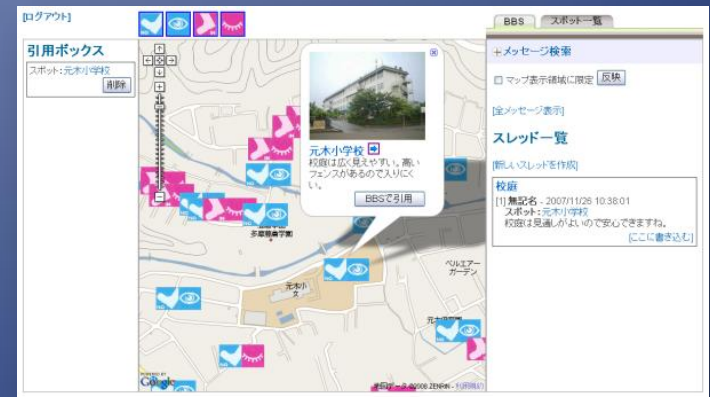 [ログアウト]
引用ボックス
スポット:元木小学校
削除
元木小学校
校庭は広く見えやすい。高い
フェンスがあるので入りにく
い。
BBSで引用
多摩養育学園
ベルエアー
ガーデン
元木小
文
POWERED BY
Google
地図データ ©2008 ZENRIN -
BBS
スポット一覧
+メッセージ検索
マップ表示領域に限定
反映
[全メッセージ表示]
スレッド一覧
[新しいスレッドを作成]
校庭
[1] 無記名 - 2007/11/26 10:38:01
スポット:元木小学校
校庭は見通しがよいので安心できますね。
[ここに書き込む]